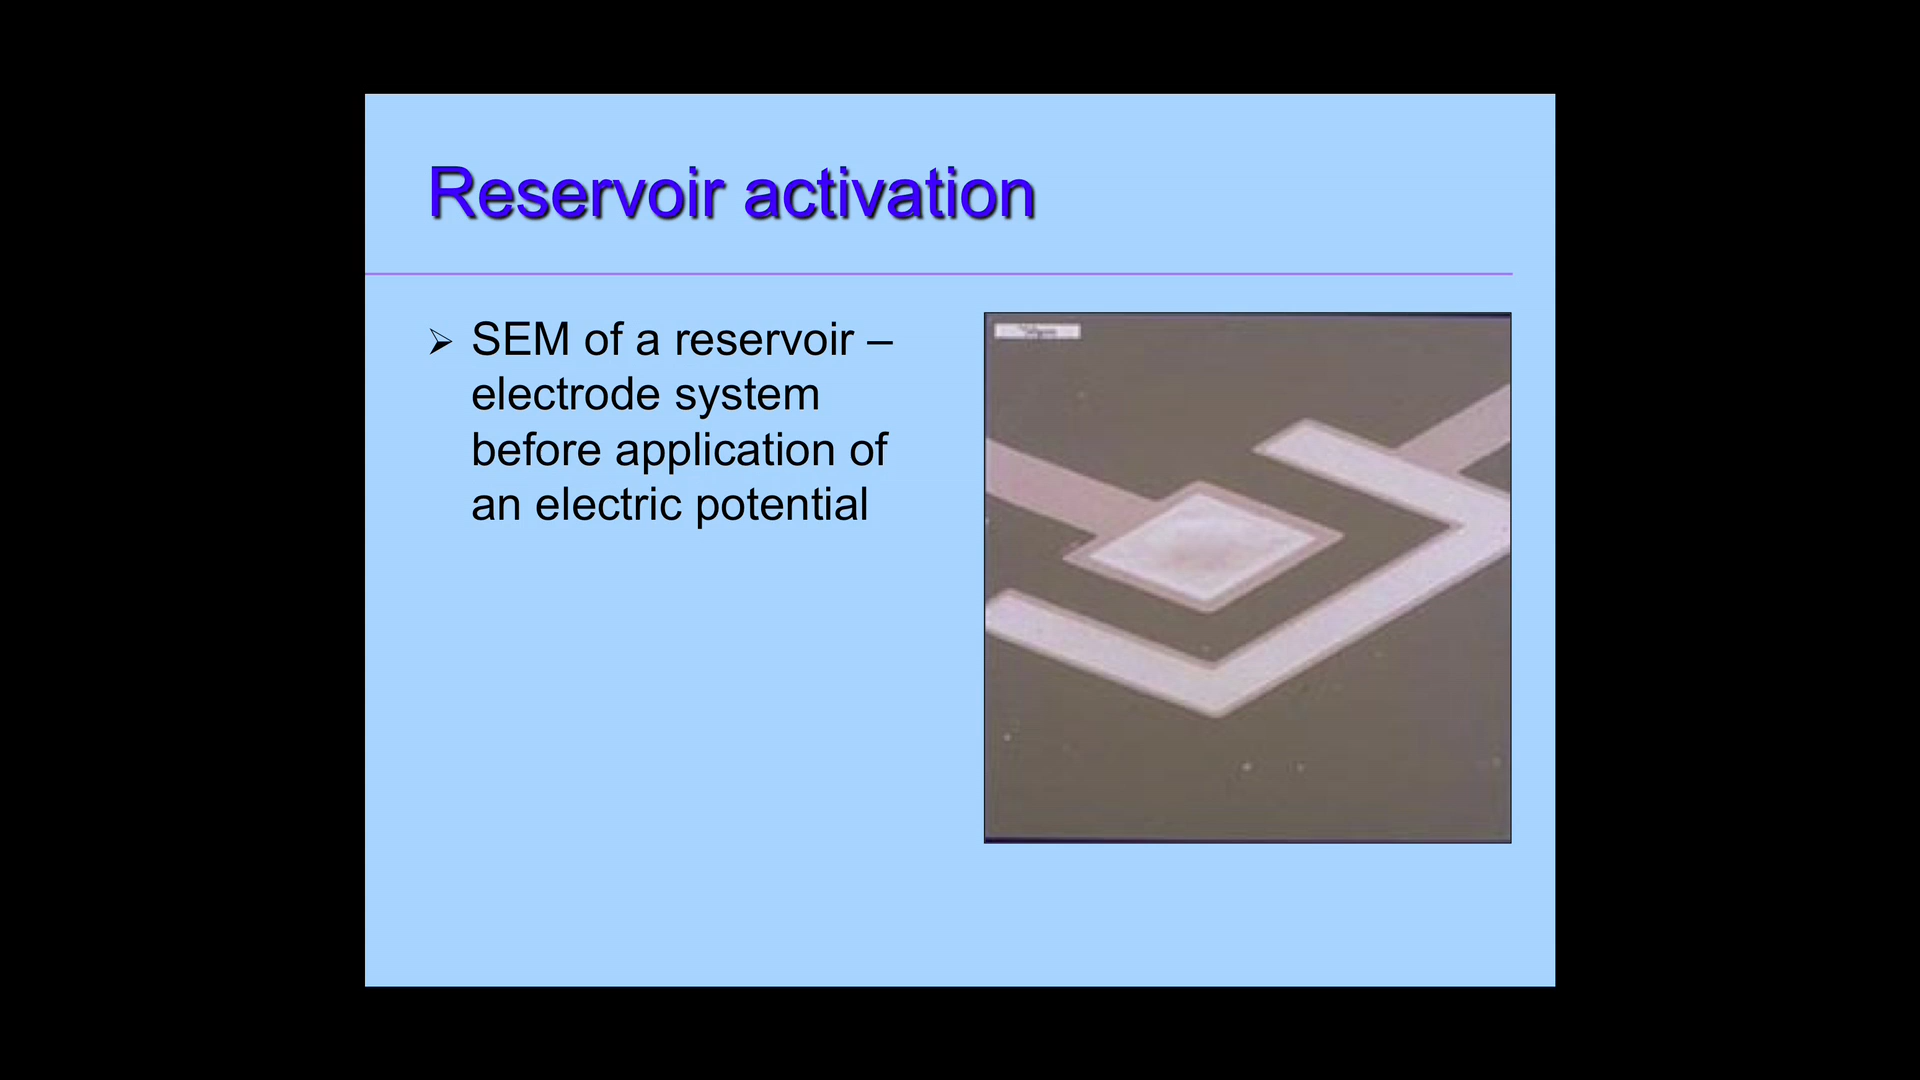 Reservoir activation
SEM of a reservoir –
electrode system
before application of
an electric potential